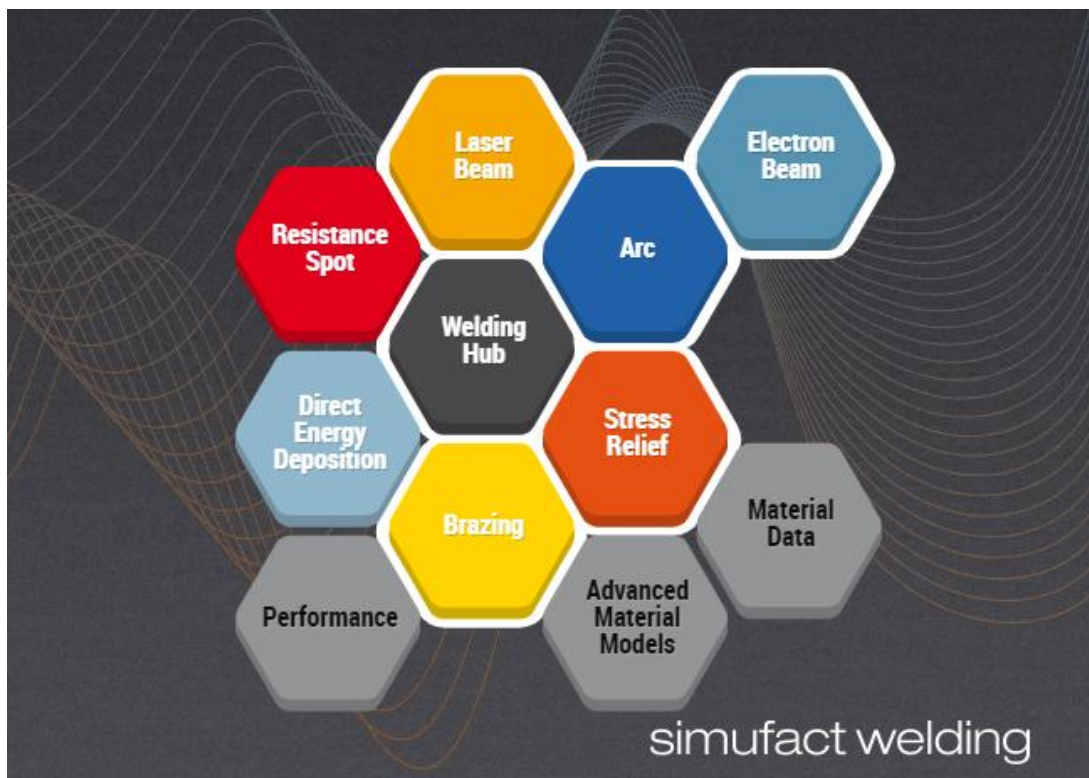 Laser
Beam
Electron
Beam
Resistance
Spot
Arc
Welding
Hub
Direct
Energy
Deposition
Stress
Relief
Brazing
Material
Data
Performance
Advanced
Material
Models
simufact welding